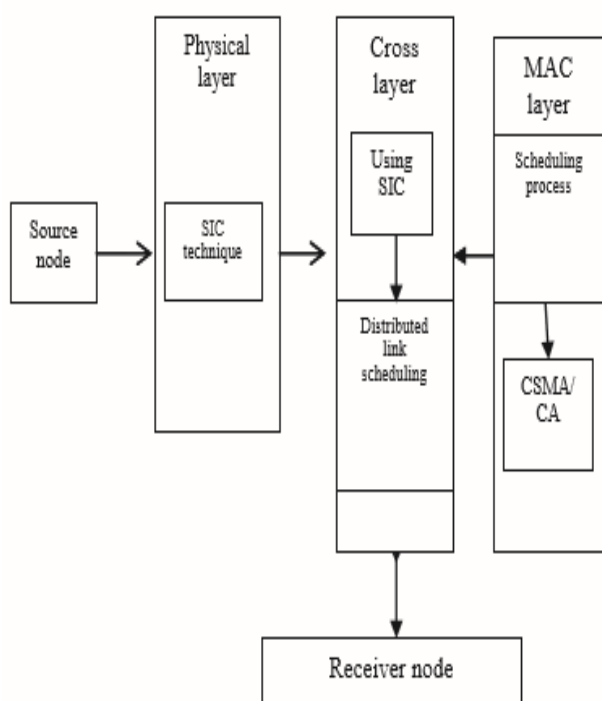 Physical
layer
Cross
layer
MAC
layer
Using
SIC
Scheduling
process
Source
node
SIC
technique
Distributed
link
scheduling
CSMA/
CA
Receiver node